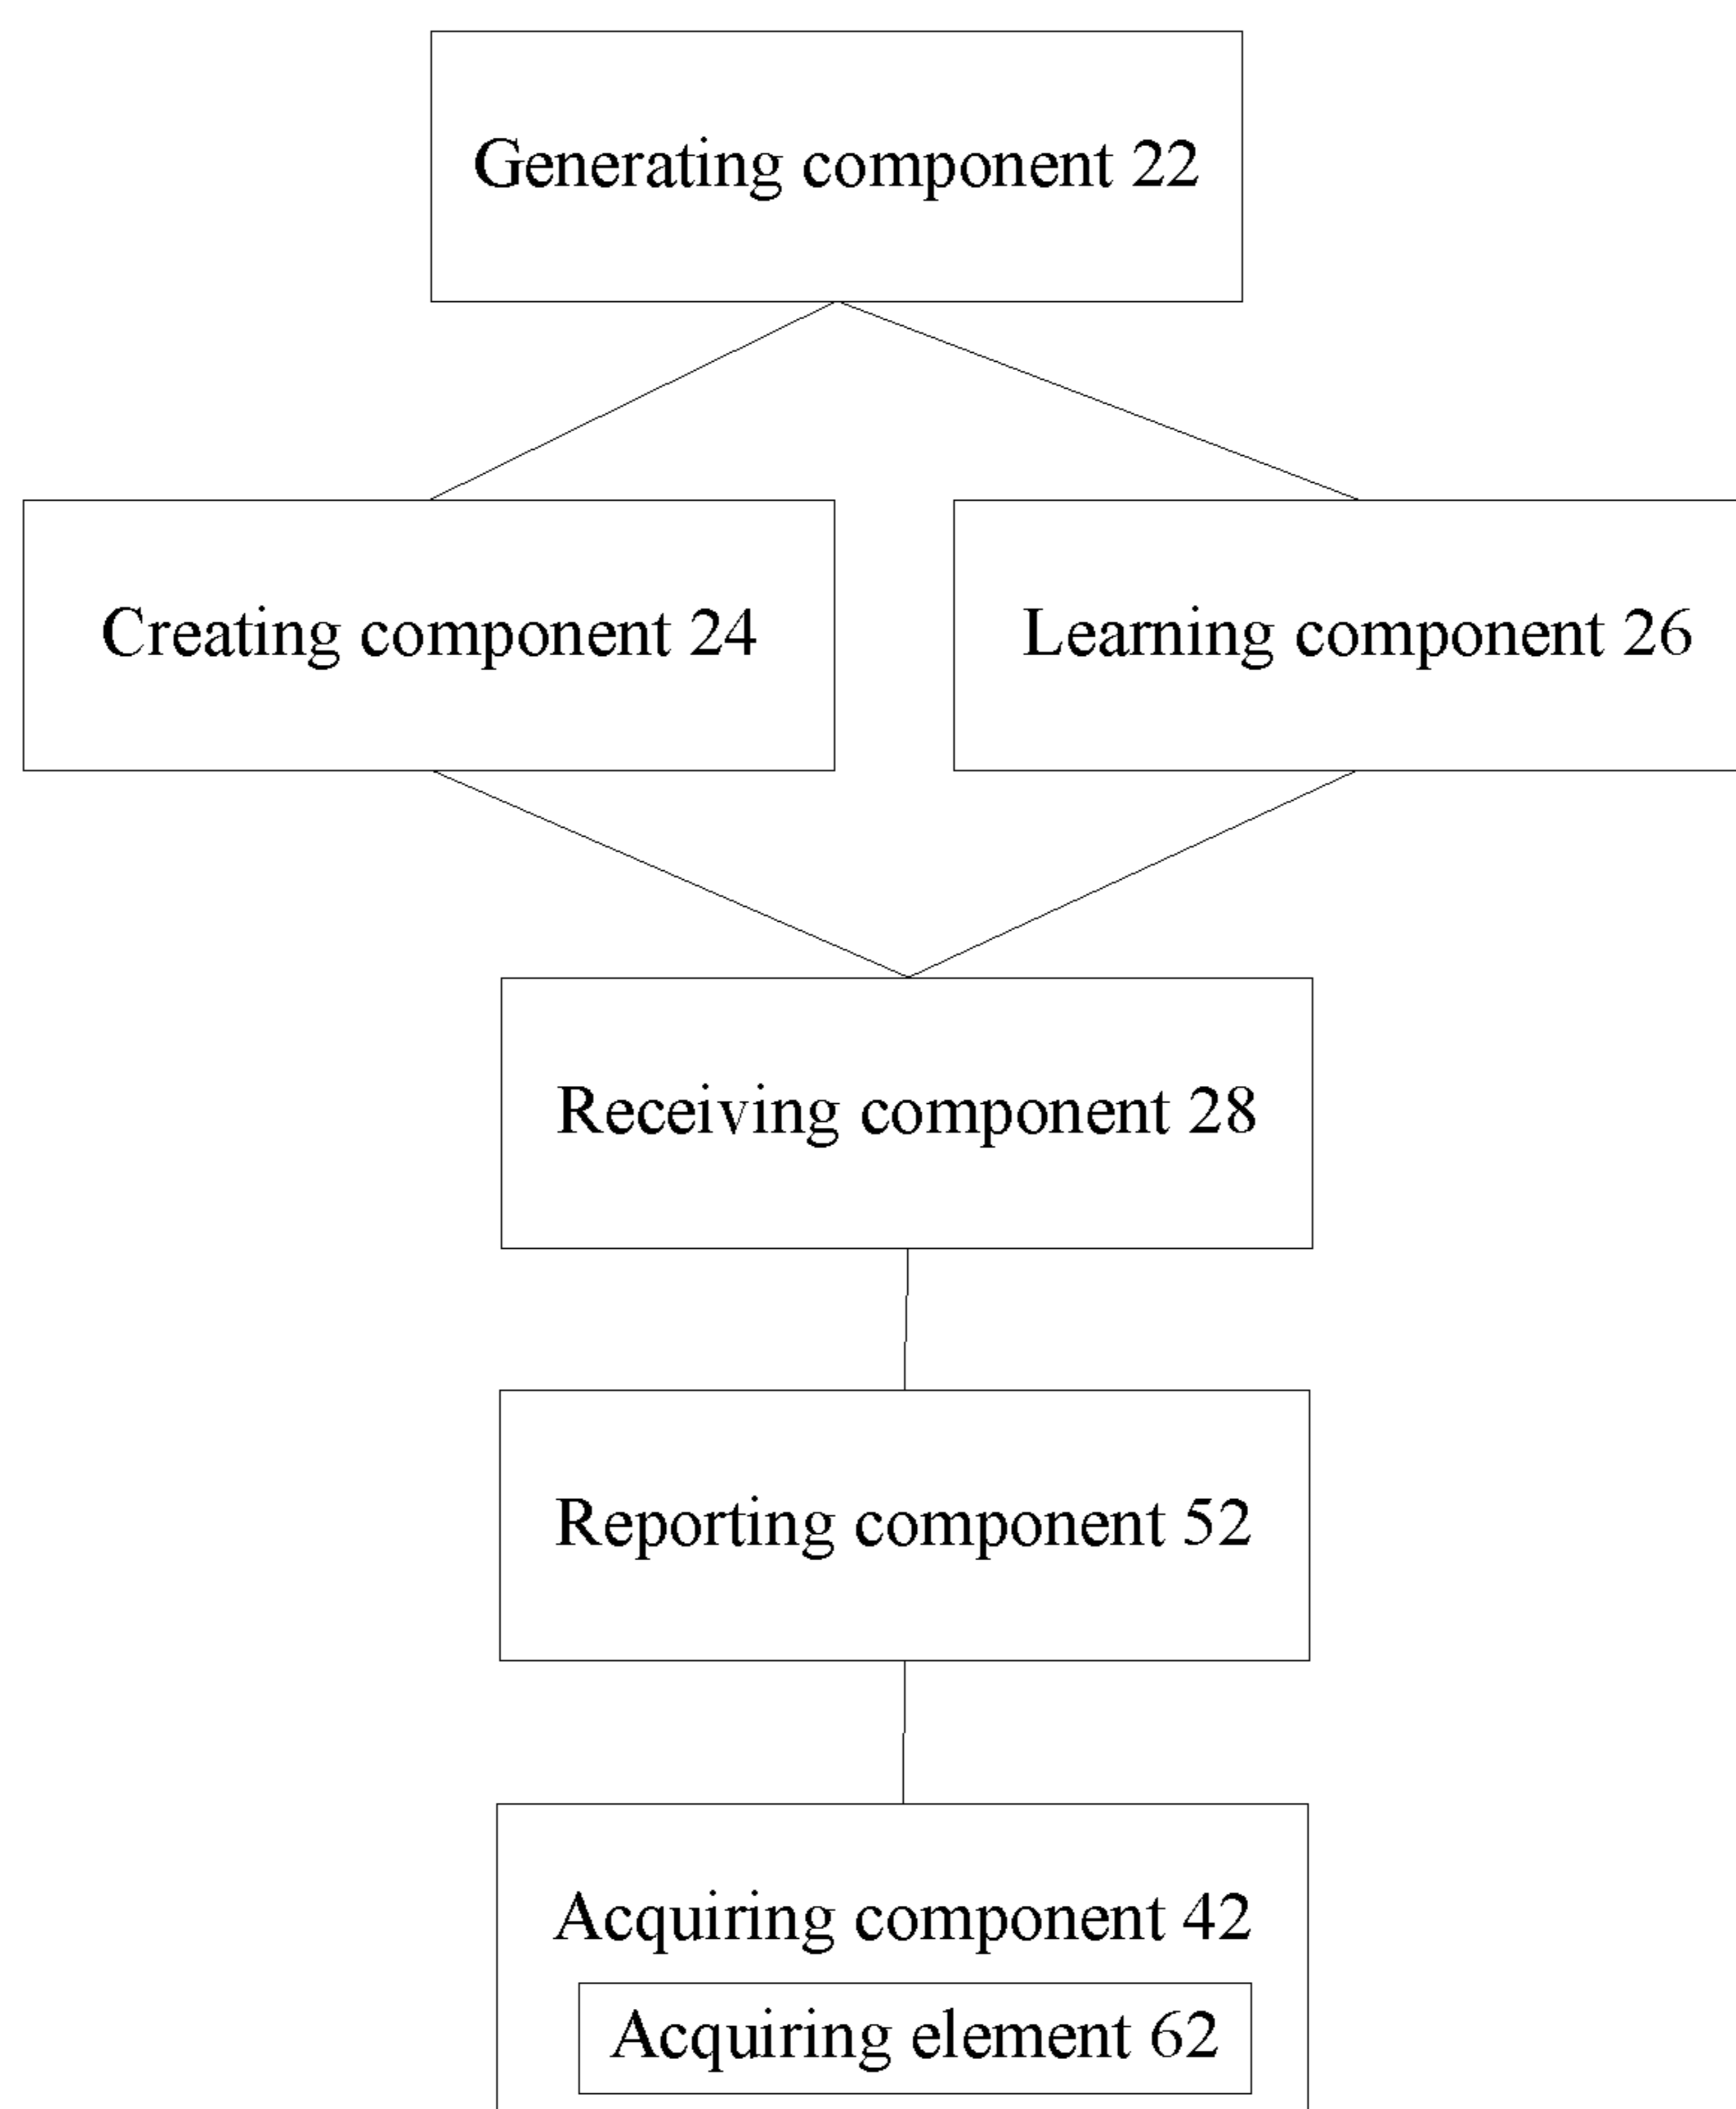 Generating component 22
Creating component 24
Learning component 26
Receiving component 28
Reporting component 52
Acquiring component 42
Acquiring element 62